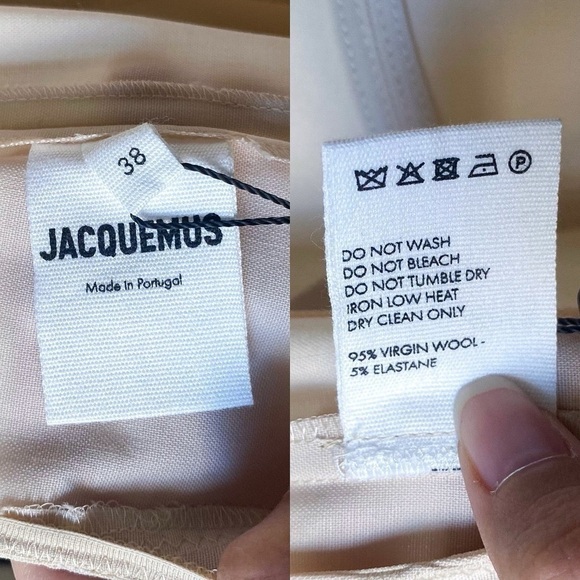 38
JACQUEMUS
Made in Portugal
P
DO NOT WASH
DO NOT BLEACH
DO NOT TUMBLE DRY
IRON LOW HEAT
DRY CLEAN ONLY
95% VIRGIN WOOL -
5% ELASTANE